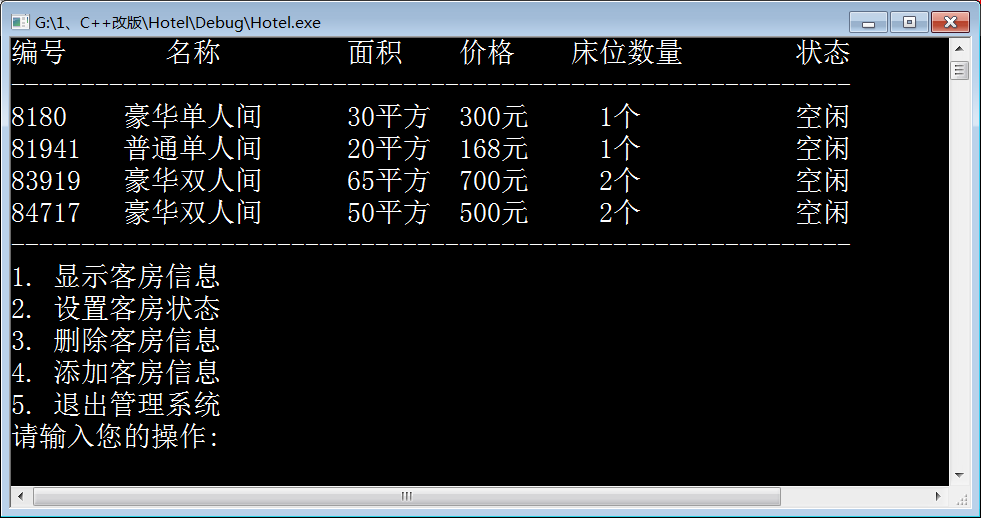 G:\1、C++改版\Hotel\Debug\Hotel.exe
编号 名称 面积 价格 床位数量 状态
8180 豪华单人间 30平方 300元 1个 空闲
81941 普通单人间 20平方 168元 1个 空闲
83919 豪华双人间 65平方 700元 2个 空闲
84717 豪华双人间 50平方 500元 2个 空闲
1. 显示客房信息
2. 设置客房状态
3. 删除客房信息
4. 添加客房信息
5. 退出管理系统
请输入您的操作: